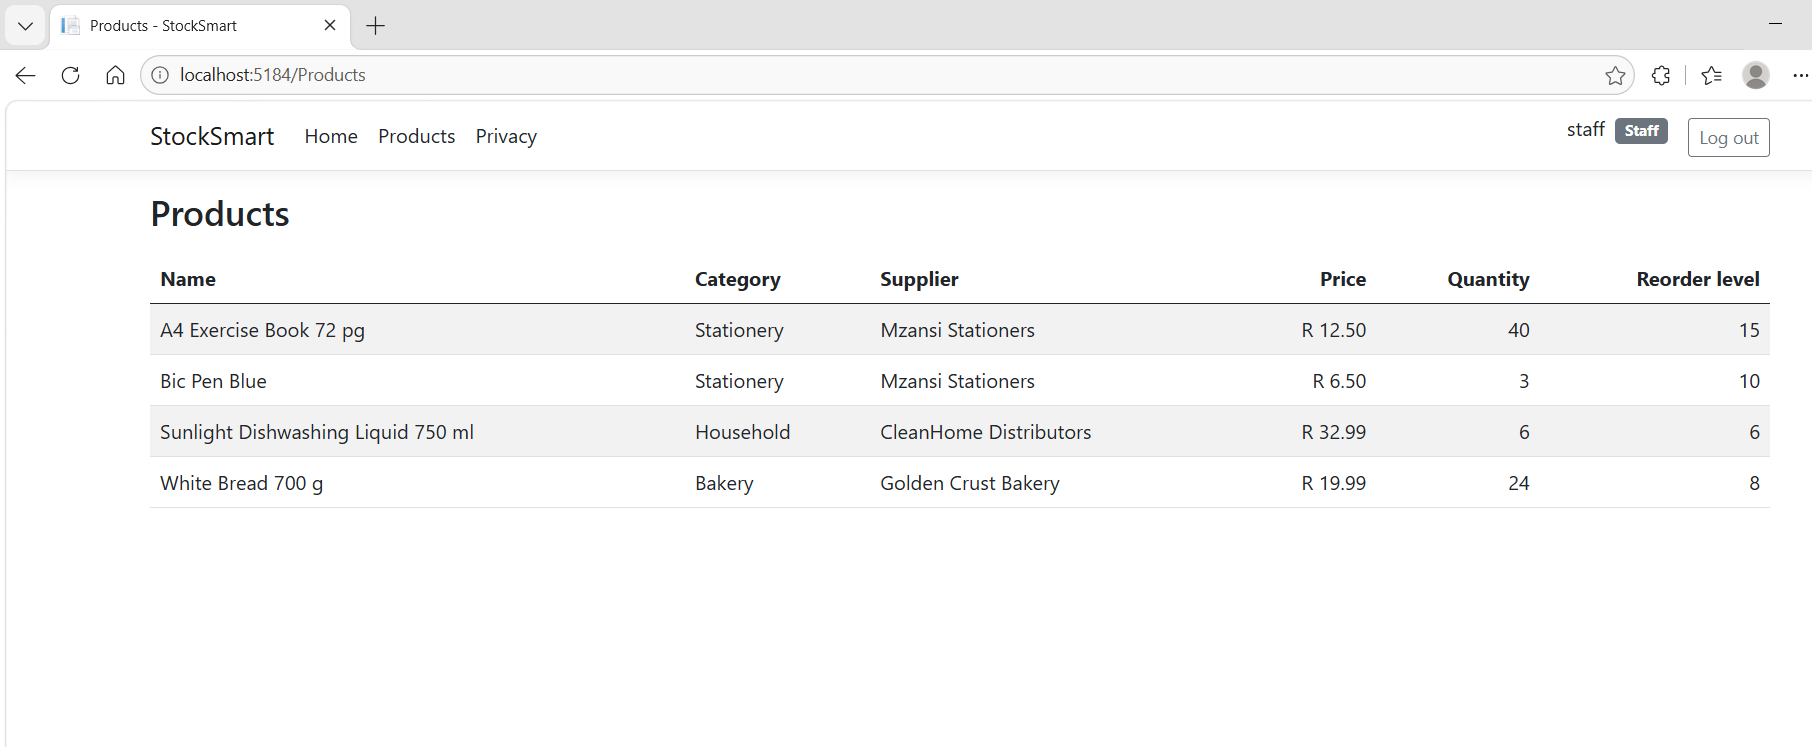 Products - StockSmart
localhost:5184/Products
StockSmart Home Products Privacy staff Staff Log out
Products
Name Category Supplier Price Quantity Reorder level
A4 Exercise Book 72 pg Stationery Mzansi Stationers R 12.50 40 15
Bic Pen Blue Stationery Mzansi Stationers R 6.50 3 10
Sunlight Dishwashing Liquid 750 ml Household CleanHome Distributors R 32.99 6 6
White Bread 700 g Bakery Golden Crust Bakery R 19.99 24 8